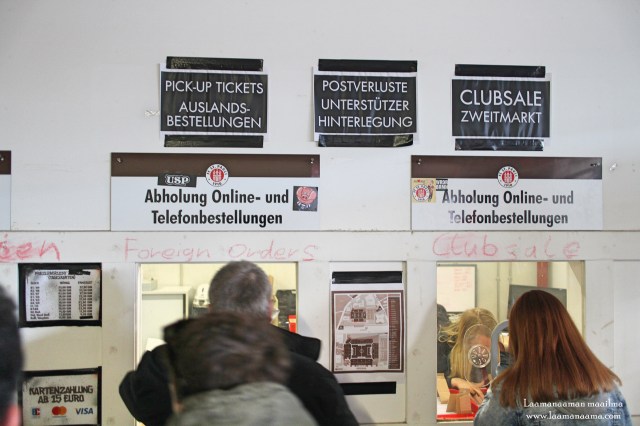 PICK-UP TICKETS
AUSLANDS-
BESTELLUNGEN
POSTVERLUSTE
UNTERSTÜTZER
HINTERLEGUNG
CLUBSALE
ZWEITMARKT
USP
Abholung Online- und
Telefonbestellungen
Abholung Online- und
Telefonbestellungen
Foreign Orders
Clubsale
KARTENZAHLUNG
AB 15 EURO
VISA
Laamanaaman maailma
www.laamanaama.com